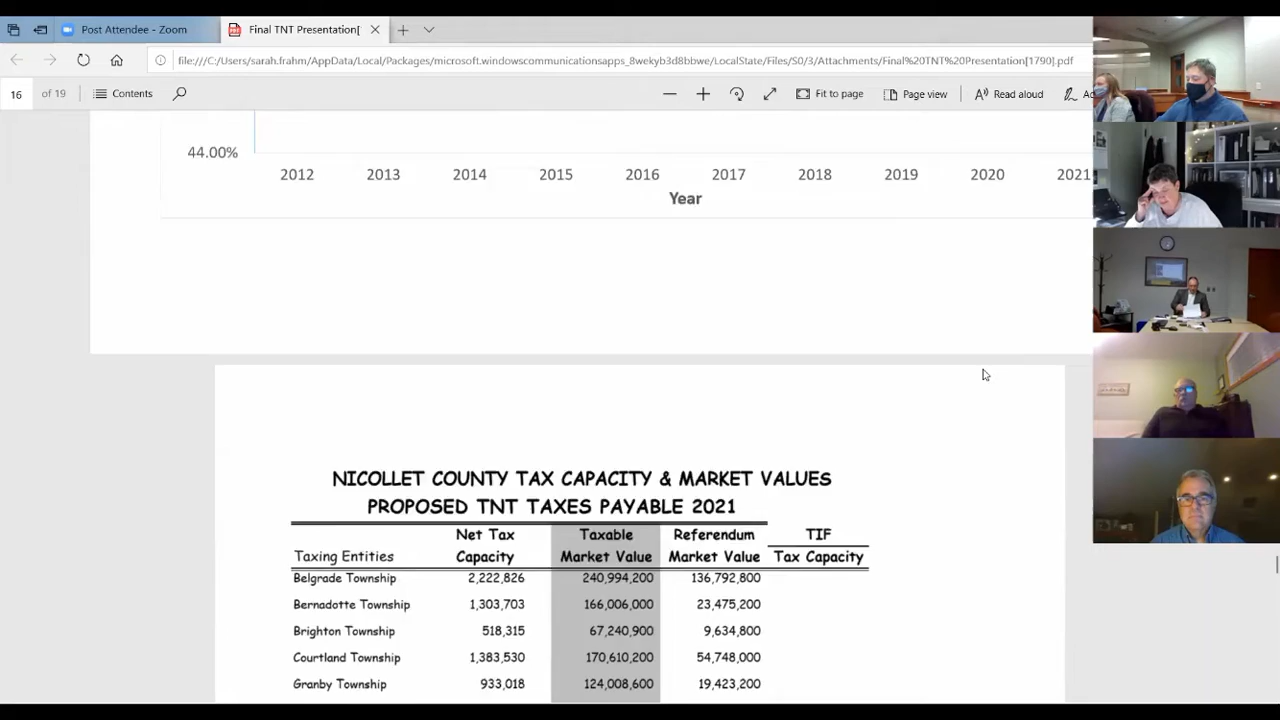 Post Attendee - Zoom
Final TNT Presentation[
file:///C:/Users/sarah.frahm/AppData/Local/Packages/microsoft.windowscommunicationsapps_8wekyb3d8bbwe/LocalState/Files/S0/3/Attachments/Final%20TNT%20Presentation[1790].pdf
16 of 19 Contents Fit to page Page view Read aloud
44.00%
2012 2013 2014 2015 2016 2017 2018 2019 2020 2021
Year
NICOLLET COUNTY TAX CAPACITY & MARKET VALUES
PROPOSED TNT TAXES PAYABLE 2021
Net Tax Taxable Referendum TIF
Taxing Entities Capacity Market Value Market Value Tax Capacity
Belgrade Township 2,222,826 240,994,200 136,792,800
Bernadotte Township 1,303,703 166,006,000 23,475,200
Brighton Township 518,315 67,240,900 9,634,800
Courtland Township 1,383,530 170,610,200 54,748,000
Granby Township 933,018 124,008,600 19,423,200